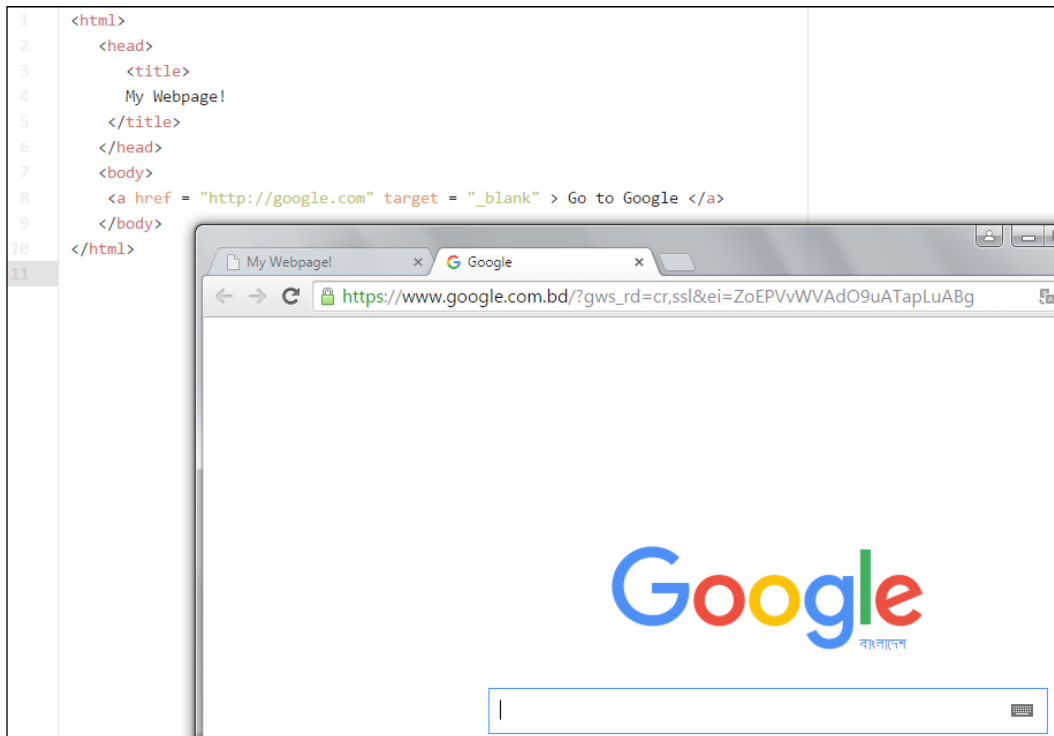 1 <html>
2 <head>
3 <title>
4 My Webpage!
5 </title>
6 </head>
7 <body>
8 <a href = "http://google.com" target = "_blank" > Go to Google </a>
9 </body>
10 </html>
11
My Webpage! Google
https://www.google.com.bd/?gws_rd=cr,ssl&ei=ZoEPVvWVAdO9uATapLuABg
Google
বাংলাদেশ